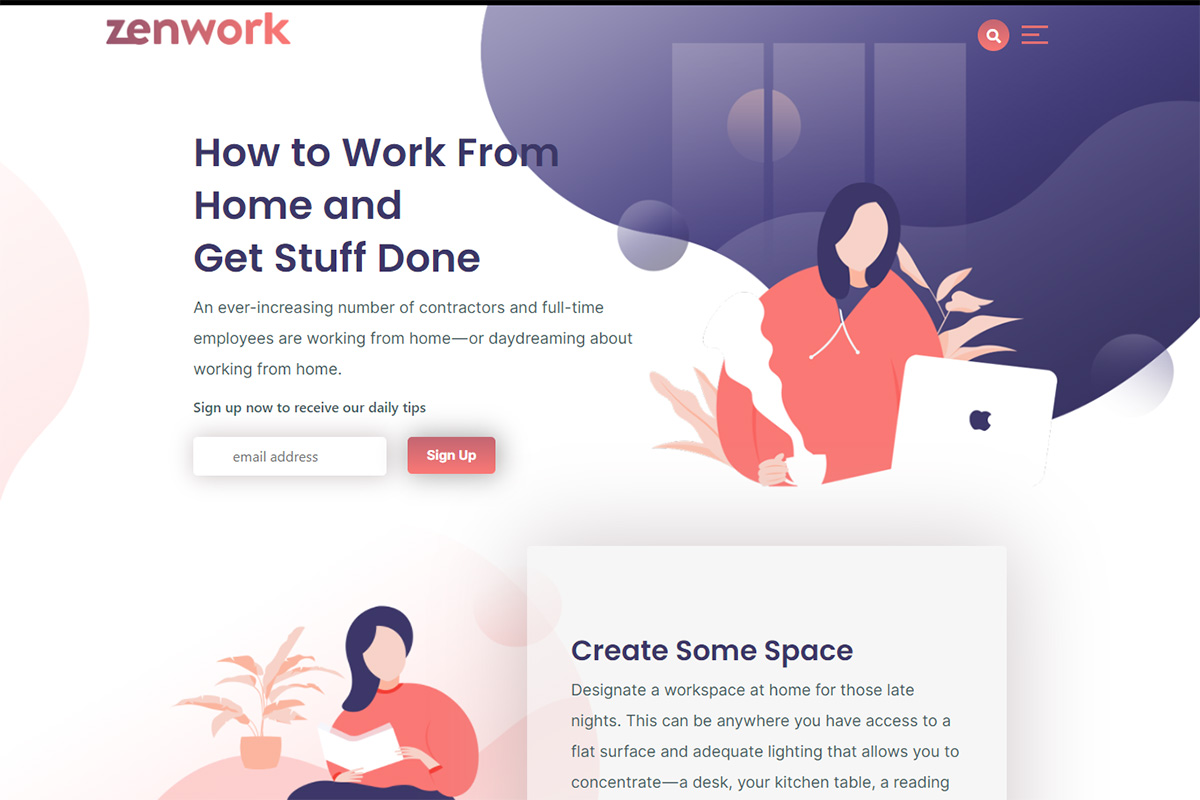 zenwork
How to Work From
Home and
Get Stuff Done
An ever-increasing number of contractors and full-time
employees are working from home—or daydreaming about
working from home.
Sign up now to receive our daily tips
email address
Sign Up
Create Some Space
Designate a workspace at home for those late
nights. This can be anywhere you have access to a
flat surface and adequate lighting that allows you to
concentrate—a desk, your kitchen table, a reading